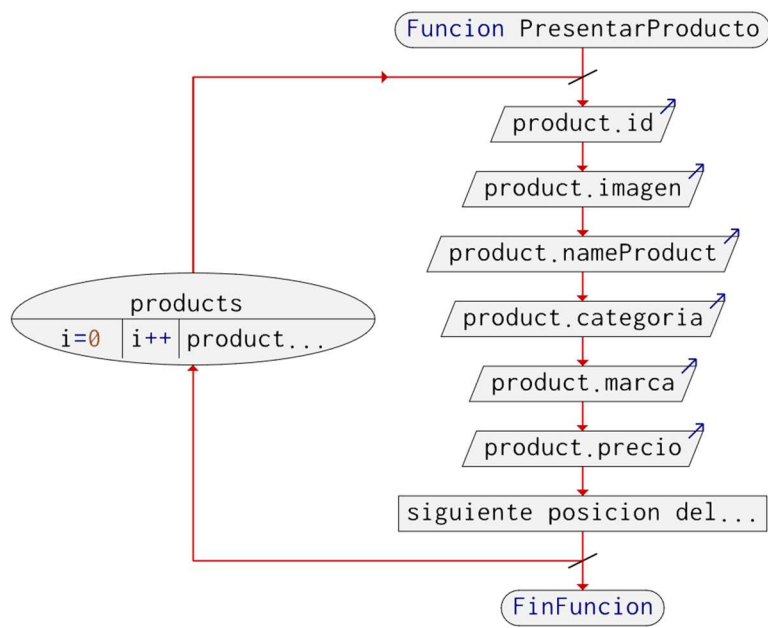 Funcion PresentarProducto
product.id
product.imagen
product.nameProduct
products
i=0 i++ product...
product.categoria
product.marca
product.precio
siguiente posicion del...
FinFuncion